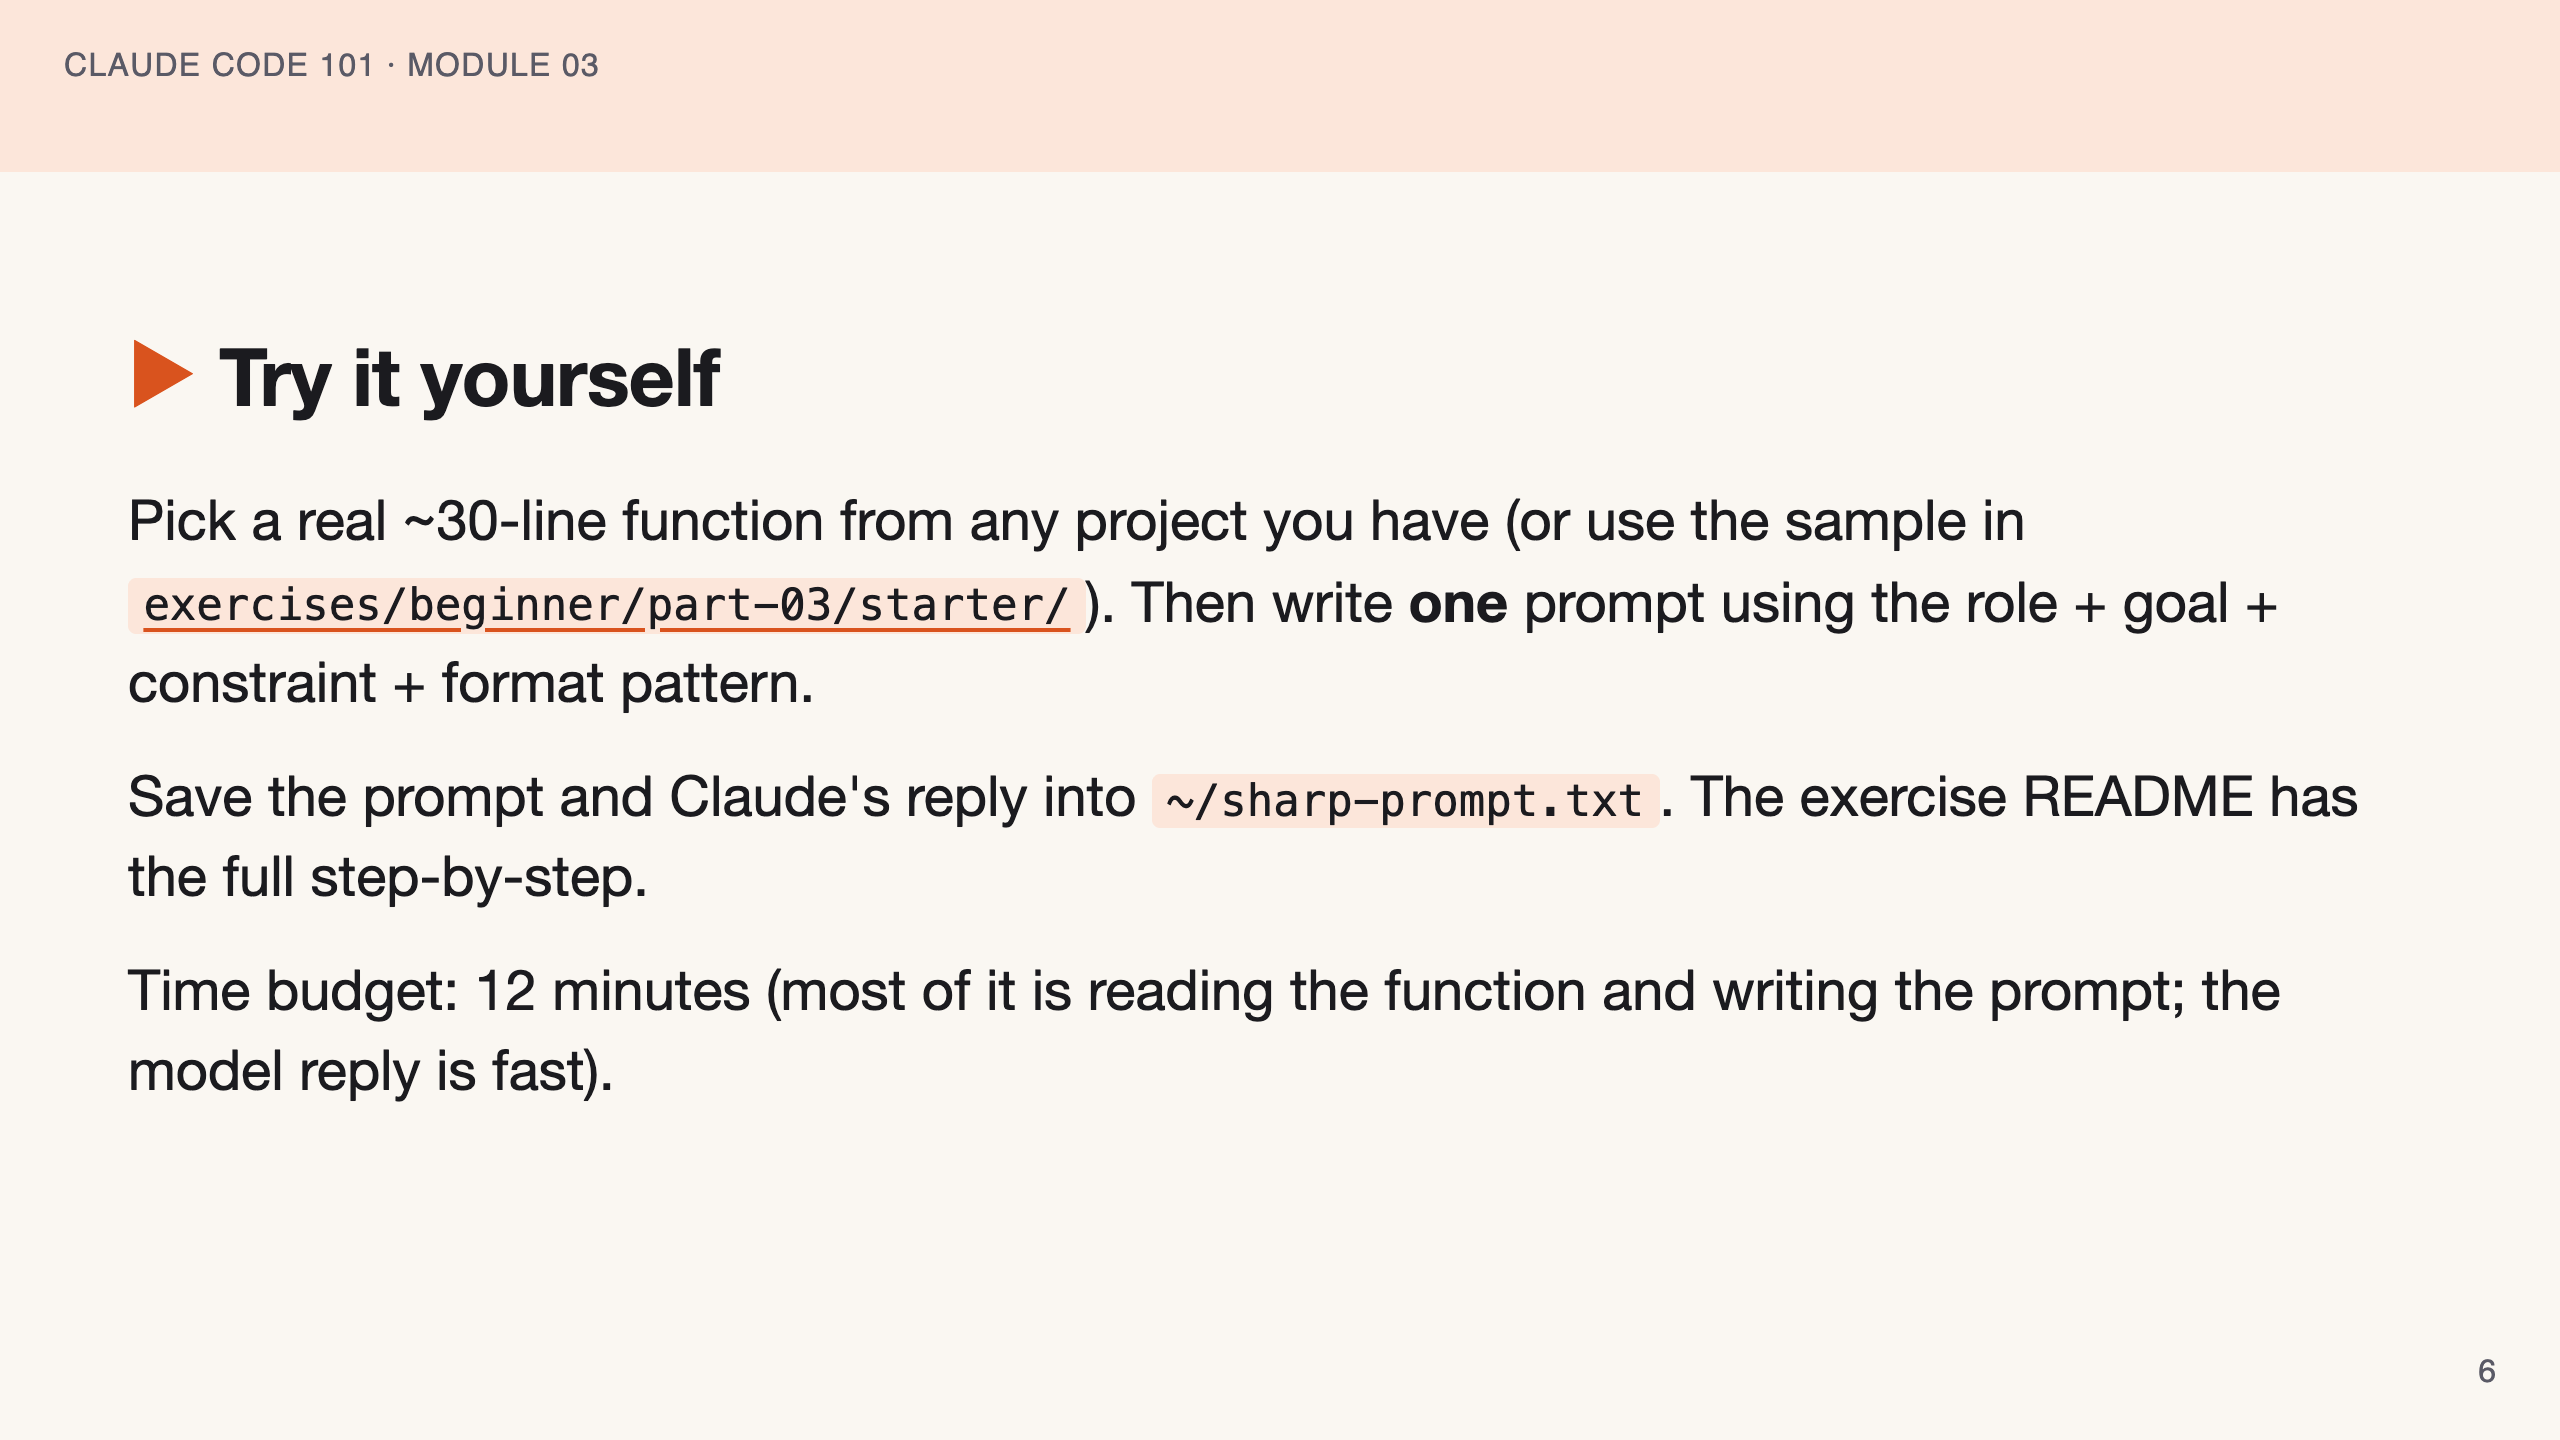 CLAUDE CODE 101 · MODULE 03
▶ Try it yourself
Pick a real ~30-line function from any project you have (or use the sample in
exercises/beginner/part-03/starter/ ). Then write one prompt using the role + goal +
constraint + format pattern.
Save the prompt and Claude's reply into ~/sharp-prompt.txt . The exercise README has
the full step-by-step.
Time budget: 12 minutes (most of it is reading the function and writing the prompt; the
model reply is fast).
6